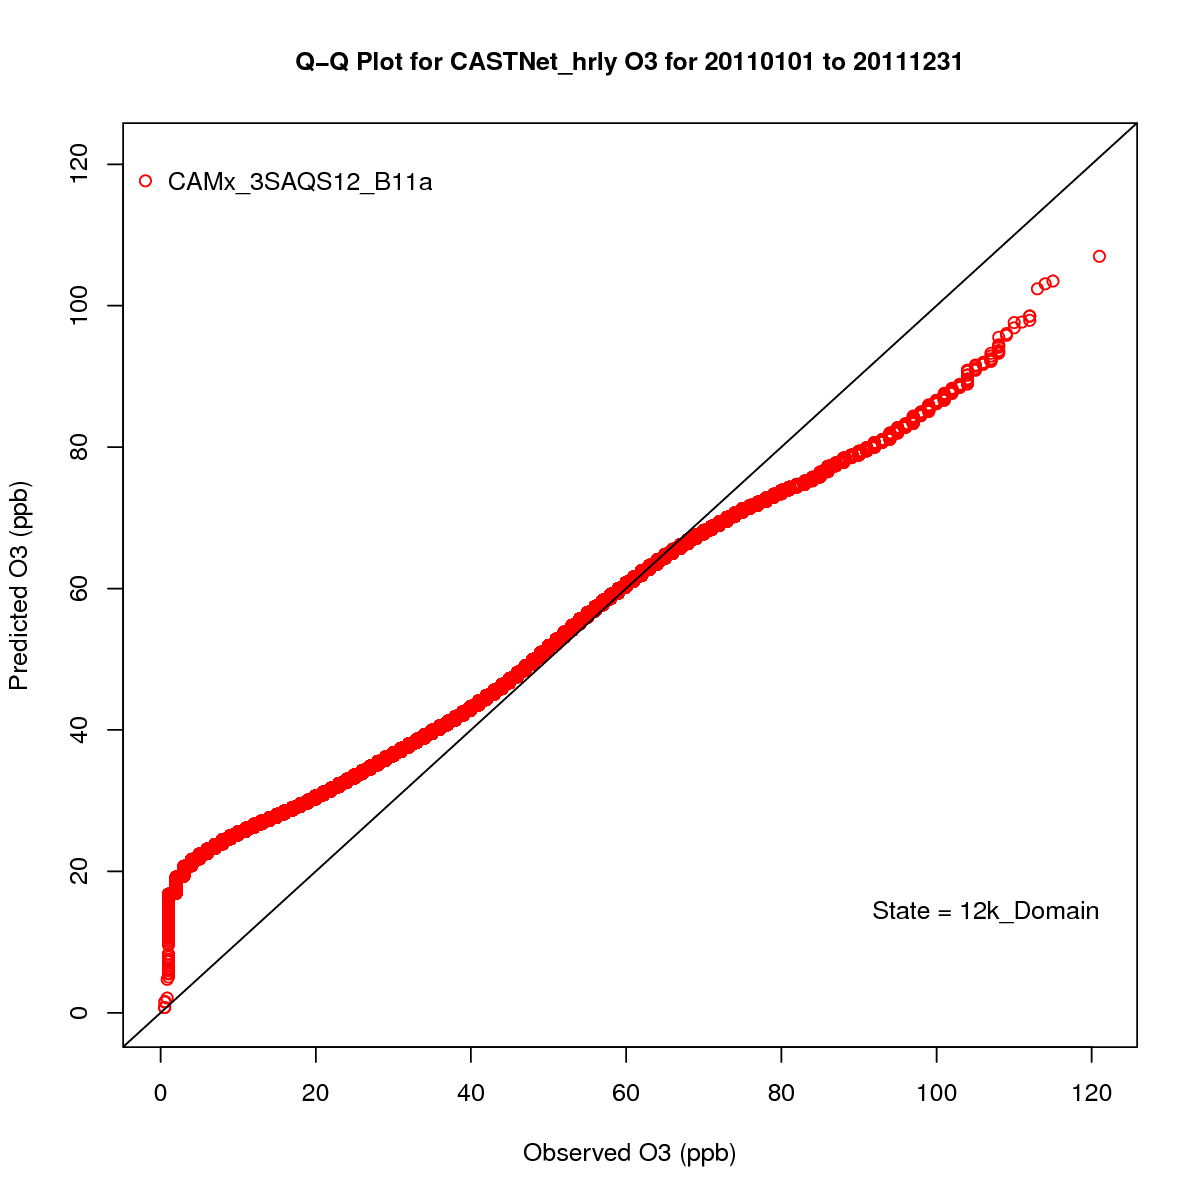 Q−Q Plot for CASTNet_hrly O3 for 20110101 to 20111231
CAMx_3SAQS12_B11a
120
100
80
60
40
20
0
Predicted O3 (ppb)
State = 12k_Domain
0 20 40 60 80 100 120
Observed O3 (ppb)